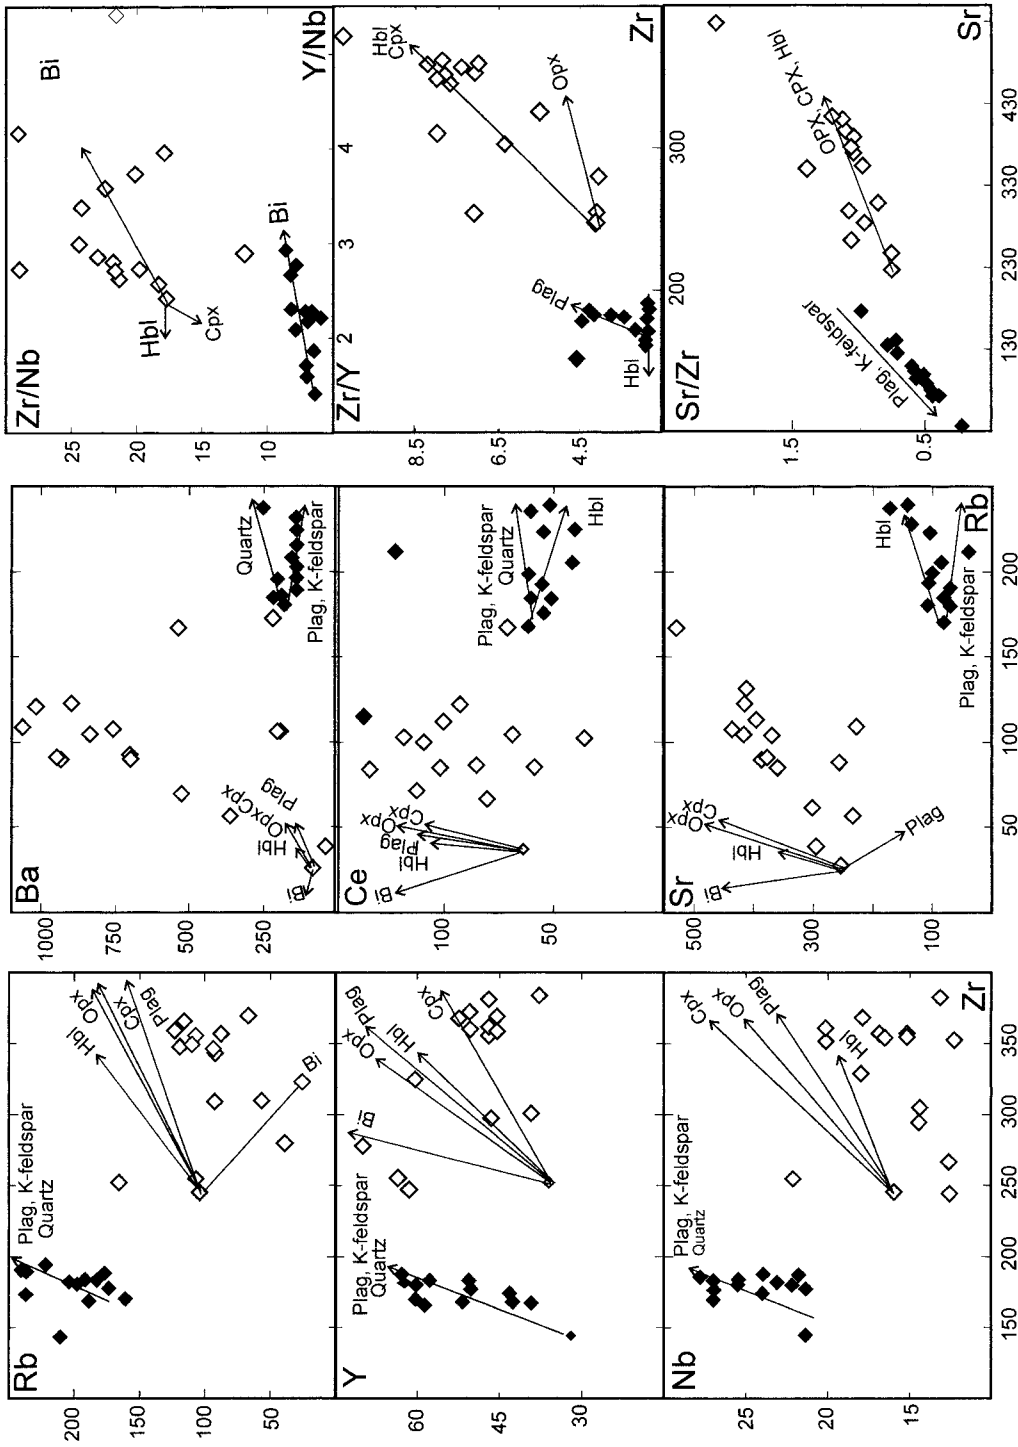 Rb
200
150
100
50
Plag, K-feldspar
Quartz
Hbl
Opx
Cpx
Plag
Bi
Ba
1000
750
500
250
Bi
Hbl
Opx
Cpx
Plag
Quartz
Plag, K-feldspar
Zr/Nb
25
20
15
10
Bi
Hbl
Cpx
Bi
2
3
4
Y/Nb
Y
60
45
30
Plag, K-feldspar
Quartz
Bi
Opx
Plag
Hbl
Cpx
Ce
100
50
Bi
Hbl
Plag
Opx
Cpx
Plag, K-feldspar
Quartz
Hbl
Zr/Y
8.5
6.5
4.5
Hbl
Cpx
Opx
Plag
Hbl
200
300
Zr
Nb
25
20
15
Plag, K-feldspar
Quartz
Cpx
Opx
Plag
Hbl
150
200
250
300
350
Zr
Sr
500
300
100
Bi
Hbl
Opx
Cpx
Plag
Hbl
Plag, K-feldspar
50
100
150
200
Rb
Sr/Zr
1.5
0.5
OPX, CPX, Hbl
Plag, K-feldspar
130
230
330
430
Sr